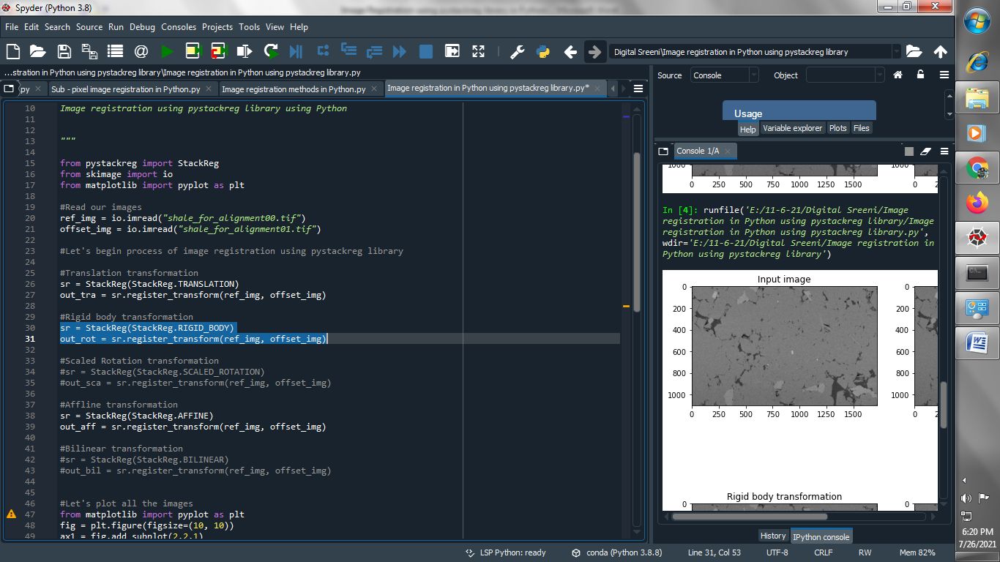 Spyder (Python 3.8)
File Edit Search Source Run Debug Consoles Projects Tools View Help
Digital Sreeni\Image registration in Python using pystackreg library
...stration in Python using pystackreg library\Image registration in Python using pystackreg library.py
py Sub - pixel image registration in Python.py Image registration methods in Python.py Image registration in Python using pystackreg library.py*
10 Image registration using pystackreg library using Python
11
12
13 """
14
15 from pystackreg import StackReg
16 from skimage import io
17 from matplotlib import pyplot as plt
18
19 #Read our images
20 ref_img = io.imread("shale_for_alignment00.tif")
21 offset_img = io.imread("shale_for_alignment01.tif")
22
23 #Let's begin process of image registration using pystackreg library
24
25 #Translation transformation
26 sr = StackReg(StackReg.TRANSLATION)
27 out_tra = sr.register_transform(ref_img, offset_img)
28
29 #Rigid body transformation
30 sr = StackReg(StackReg.RIGID_BODY)
31 out_rot = sr.register_transform(ref_img, offset_img)
32
33 #Scaled Rotation transformation
34 #sr = StackReg(StackReg.SCALED_ROTATION)
35 #out_sca = sr.register_transform(ref_img, offset_img)
36
37 #Affline transformation
38 sr = StackReg(StackReg.AFFINE)
39 out_aff = sr.register_transform(ref_img, offset_img)
40
41 #Bilinear transformation
42 #sr = StackReg(StackReg.BILINEAR)
43 #out_bil = sr.register_transform(ref_img, offset_img)
44
45
46 #Let's plot all the images
47 from matplotlib import pyplot as plt
48 fig = plt.figure(figsize=(10, 10))
49 ax1 = fig.add_subplot(2,2,1)
Source Console Object
Usage
Help Variable explorer Plots Files
Console 1/A
1000
0 250 500 750 1000 1250 1500
In [4]: runfile('E:/11-6-21/Digital Sreeni/Image
registration in Python using pystackreg library/Image
registration in Python using pystackreg library.py',
wdir='E:/11-6-21/Digital Sreeni/Image registration in
Python using pystackreg library')
Input image
0 0
200 200
400 400
600 600
800 800
1000 1000
0 250 500 750 1000 1250 1500 0
Rigid body transformation
0 0
History IPython console
LSP Python: ready conda (Python 3.8.8) Line 31, Col 53 UTF-8 CRLF RW Mem 82%
6:20 PM
7/26/2021